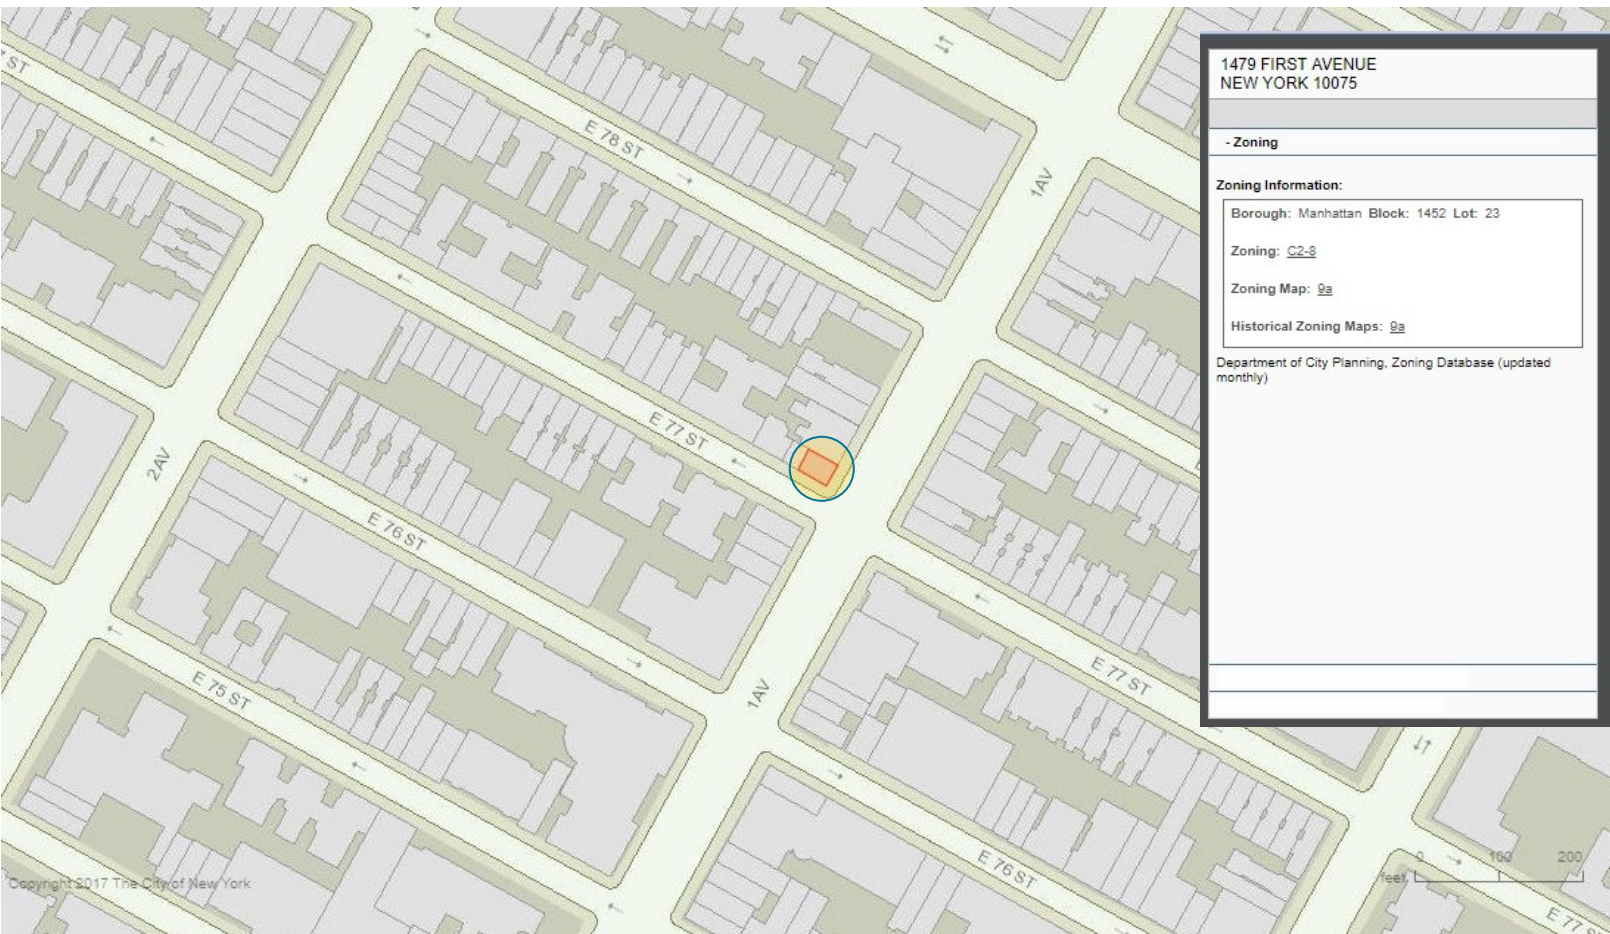 ST
E 78 ST
1AV
E 77 ST
2 AV
E 76 ST
1AV
E 75 ST
E 77 ST
E 76 ST
E 77 ST
1479 FIRST AVENUE
NEW YORK 10075
- Zoning
Zoning Information:
Borough: Manhattan Block: 1452 Lot: 23
Zoning: C2-8
Zoning Map: 9a
Historical Zoning Maps: 9a
Department of City Planning, Zoning Database (updated
monthly)
0 100 200
feet
Copyright 2017 The City of New York